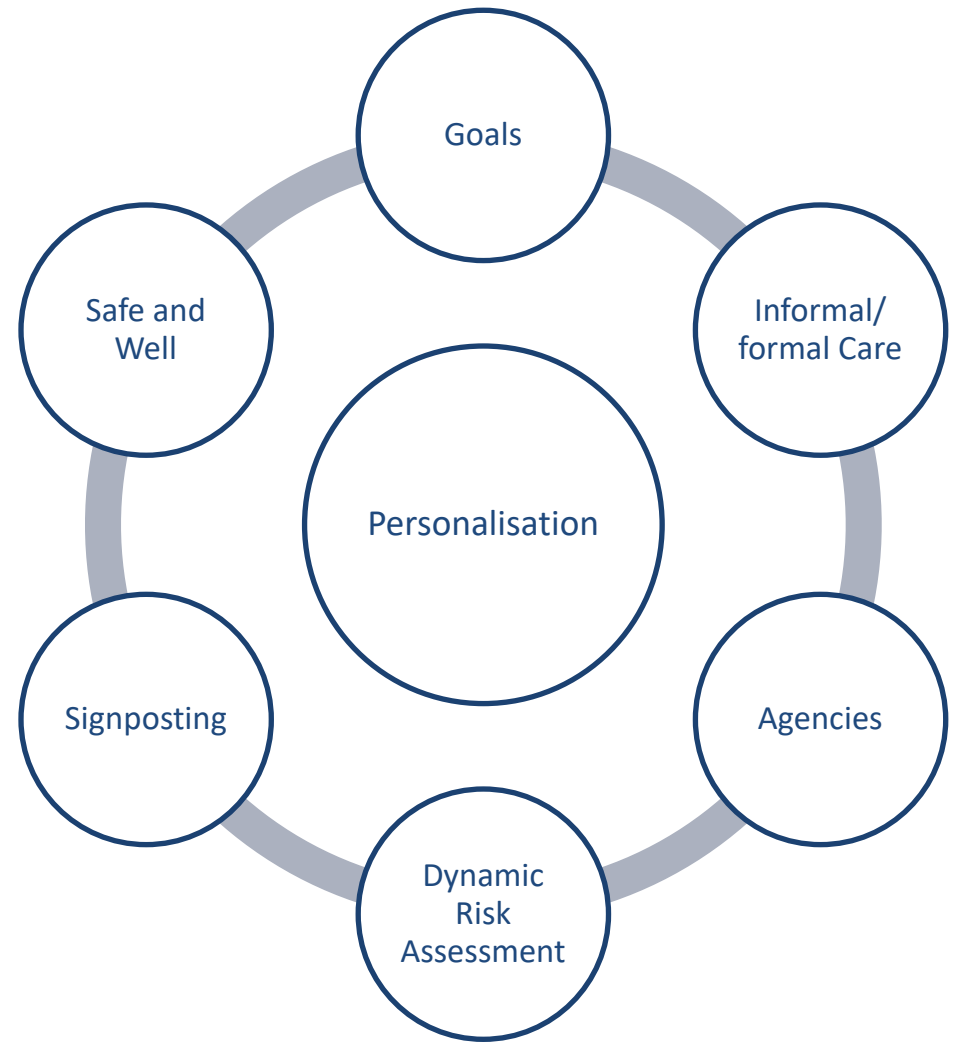 Goals
Informal/
formal Care
Agencies
Dynamic
Risk
Assessment
Signposting
Safe and
Well
Personalisation